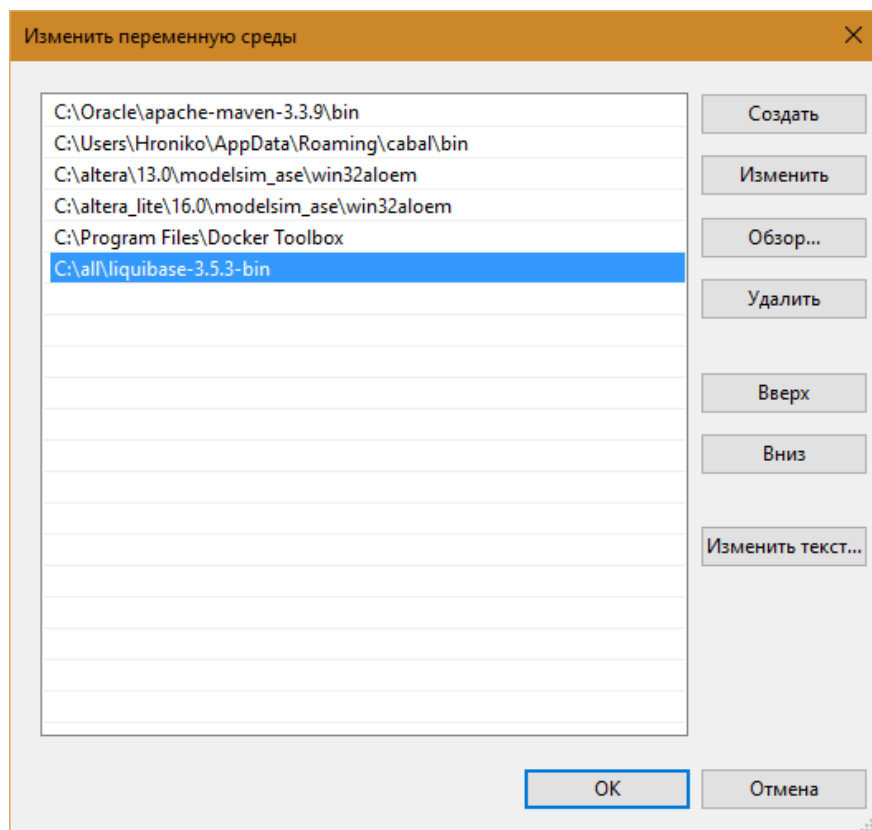 Изменить переменную среды
C:\Oracle\apache-maven-3.3.9\bin
C:\Users\Hroniko\AppData\Roaming\cabal\bin
C:\altera\13.0\modelsim_ase\win32aloem
C:\altera_lite\16.0\modelsim_ase\win32aloem
C:\Program Files\Docker Toolbox
C:\all\liquibase-3.5.3-bin
Создать
Изменить
Обзор...
Удалить
Вверх
Вниз
Изменить текст...
ОК
Отмена